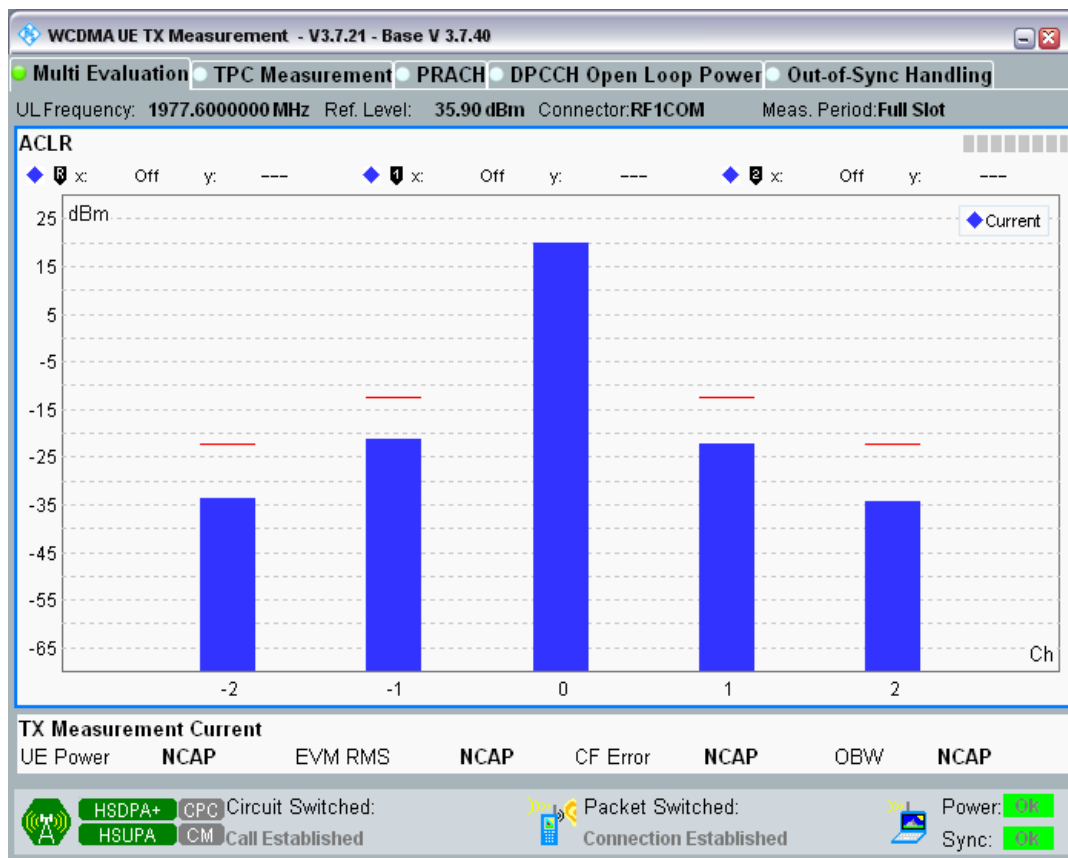 WCDMA UE TX Measurement - V3.7.21 - Base V 3.7.40
Multi Evaluation TPC Measurement PRACH DPCCH Open Loop Power Out-of-Sync Handling
UL Frequency: 1977.6000000 MHz Ref. Level: 35.90 dBm Connector:RF1COM Meas. Period:Full Slot
ACLR
R x: Off y: --- 1 x: Off y: --- 2 x: Off y: ---
dBm
Current
25
15
5
-5
-15
-25
-35
-45
-55
-65
Ch
-2 -1 0 1 2
TX Measurement Current
UE Power NCAP EVM RMS NCAP CF Error NCAP OBW NCAP
HSDPA+ CPC Circuit Switched: Packet Switched: Power: OK
HSUPA CM Call Established Connection Established Sync: OK